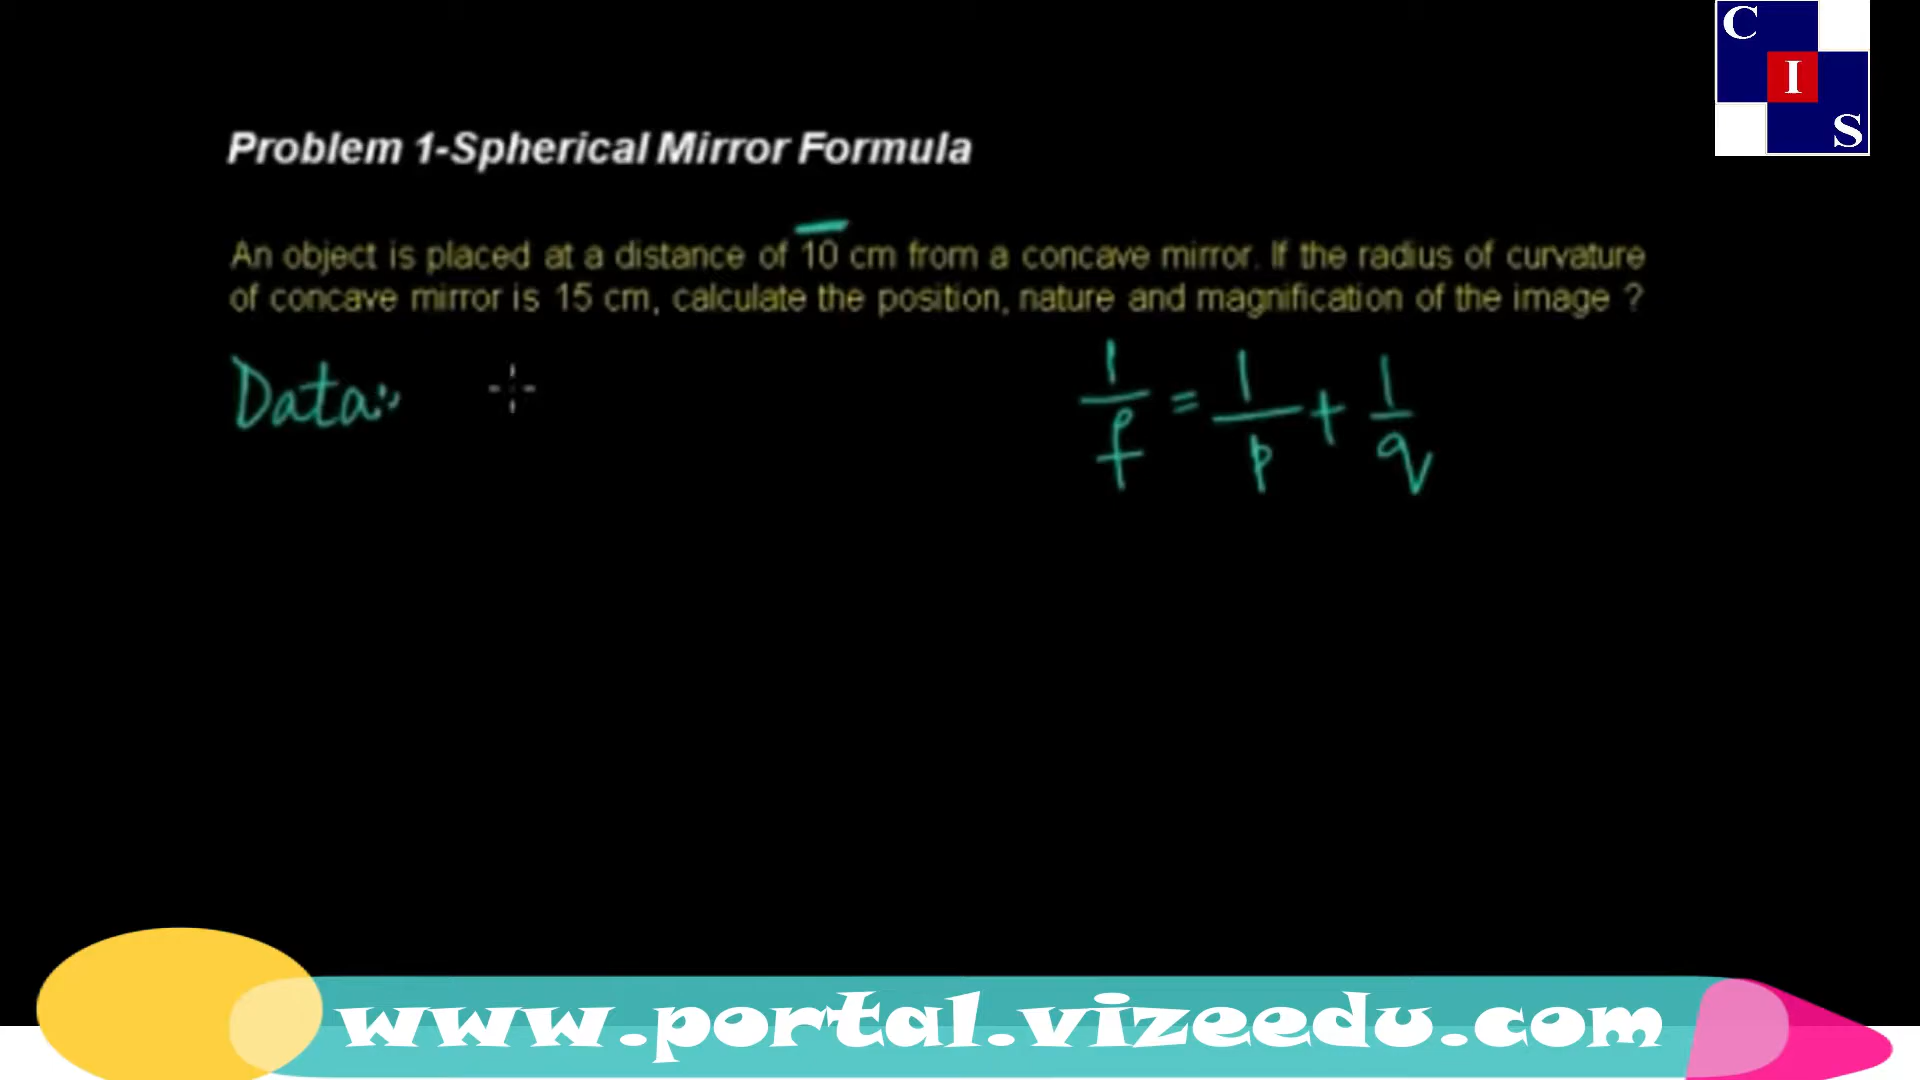 C
I
S
Problem 1-Spherical Mirror Formula
An object is placed at a distance of 10 cm from a concave mirror. If the radius of curvature
of concave mirror is 15 cm, calculate the position, nature and magnification of the image ?
Data:
1/f = 1/p + 1/q
www.portal.vizeedu.com